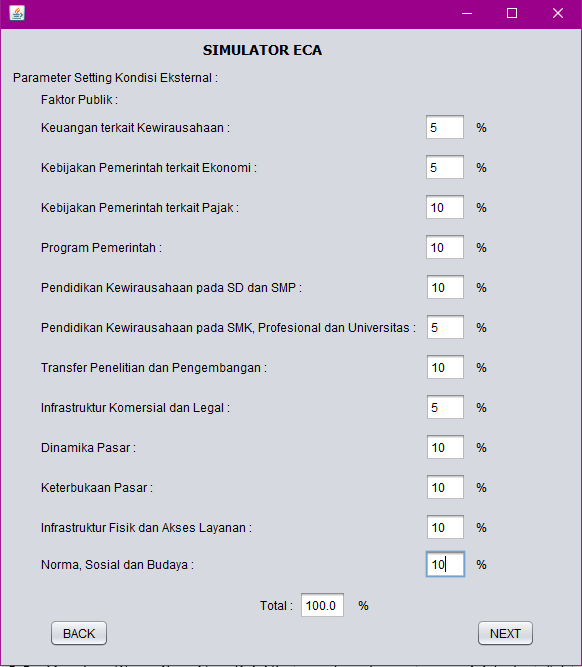 SIMULATOR ECA
Parameter Setting Kondisi Eksternal :
Faktor Publik :
Keuangan terkait Kewirausahaan : 5 %
Kebijakan Pemerintah terkait Ekonomi : 5 %
Kebijakan Pemerintah terkait Pajak : 10 %
Program Pemerintah : 10 %
Pendidikan Kewirausahaan pada SD dan SMP : 10 %
Pendidikan Kewirausahaan pada SMK, Profesional dan Universitas : 5 %
Transfer Penelitian dan Pengembangan : 10 %
Infrastruktur Komersial dan Legal : 5 %
Dinamika Pasar : 10 %
Keterbukaan Pasar : 10 %
Infrastruktur Fisik dan Akses Layanan : 10 %
Norma, Sosial dan Budaya : 10 %
Total : 100.0 %
BACK NEXT